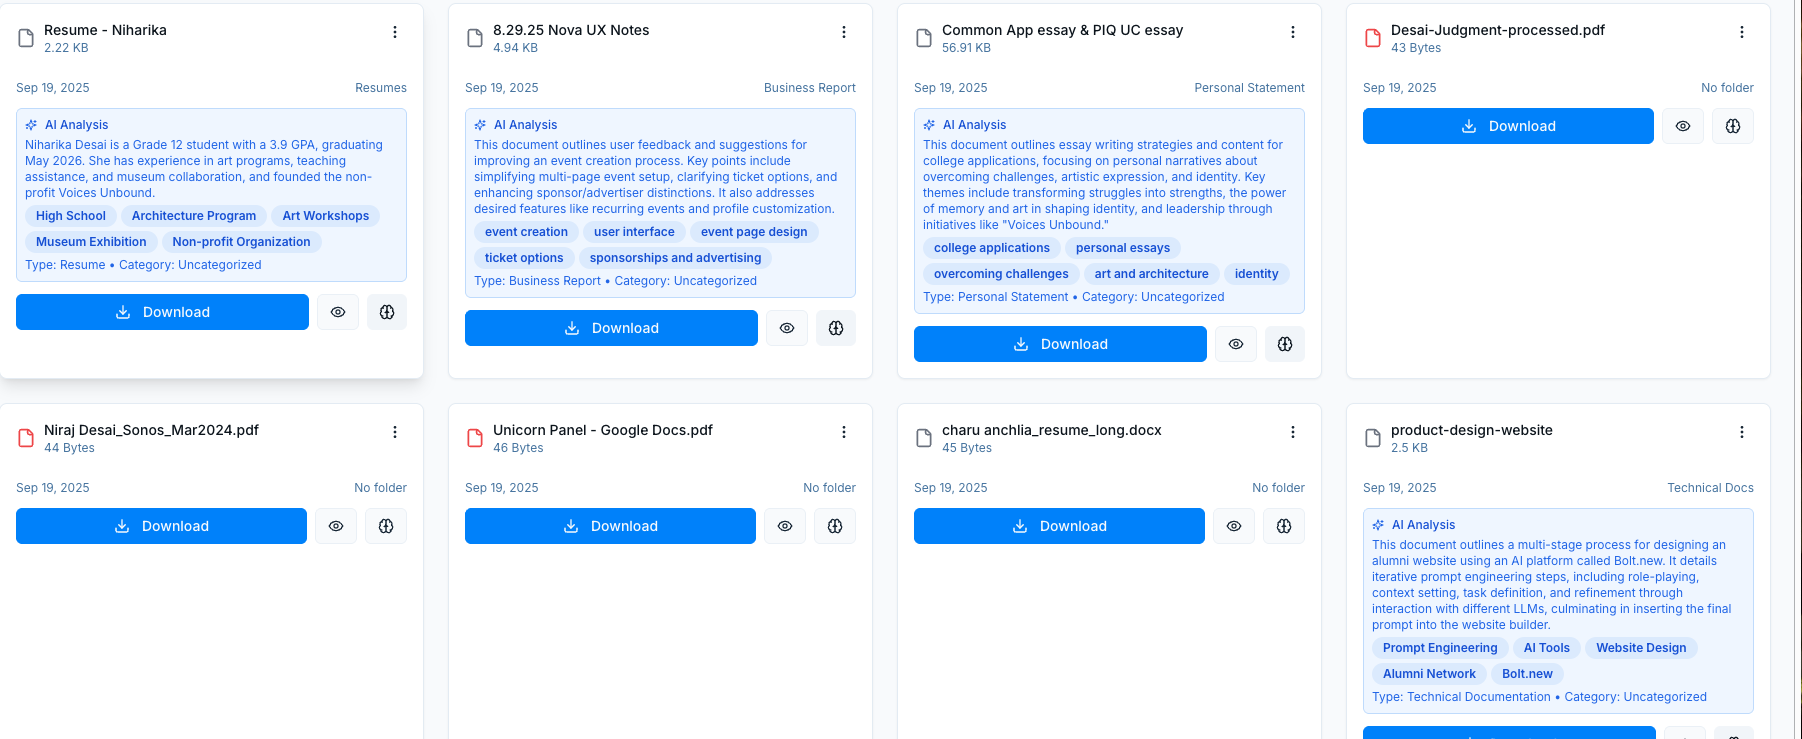 Resume - Niharika
2.22 KB
Sep 19, 2025 Resumes
AI Analysis
Niharika Desai is a Grade 12 student with a 3.9 GPA, graduating
May 2026. She has experience in art programs, teaching
assistance, and museum collaboration, and founded the non-
profit Voices Unbound.
High School Architecture Program Art Workshops
Museum Exhibition Non-profit Organization
Type: Resume • Category: Uncategorized
Download
8.29.25 Nova UX Notes
4.94 KB
Sep 19, 2025 Business Report
AI Analysis
This document outlines user feedback and suggestions for
improving an event creation process. Key points include
simplifying multi-page event setup, clarifying ticket options, and
enhancing sponsor/advertiser distinctions. It also addresses
desired features like recurring events and profile customization.
event creation user interface event page design
ticket options sponsorships and advertising
Type: Business Report • Category: Uncategorized
Download
Common App essay & PIQ UC essay
56.91 KB
Sep 19, 2025 Personal Statement
AI Analysis
This document outlines essay writing strategies and content for
college applications, focusing on personal narratives about
overcoming challenges, artistic expression, and identity. Key
themes include transforming struggles into strengths, the power
of memory and art in shaping identity, and leadership through
initiatives like "Voices Unbound."
college applications personal essays
overcoming challenges art and architecture identity
Type: Personal Statement • Category: Uncategorized
Download
Desai-Judgment-processed.pdf
43 Bytes
Sep 19, 2025 No folder
Download
Niraj Desai_Sonos_Mar2024.pdf
44 Bytes
Sep 19, 2025 No folder
Download
Unicorn Panel - Google Docs.pdf
46 Bytes
Sep 19, 2025 No folder
Download
charu anchlia_resume_long.docx
45 Bytes
Sep 19, 2025 No folder
Download
product-design-website
2.5 KB
Sep 19, 2025 Technical Docs
AI Analysis
This document outlines a multi-stage process for designing an
alumni website using an AI platform called Bolt.new. It details
iterative prompt engineering steps, including role-playing,
context setting, task definition, and refinement through
interaction with different LLMs, culminating in inserting the final
prompt into the website builder.
Prompt Engineering AI Tools Website Design
Alumni Network Bolt.new
Type: Technical Documentation • Category: Uncategorized